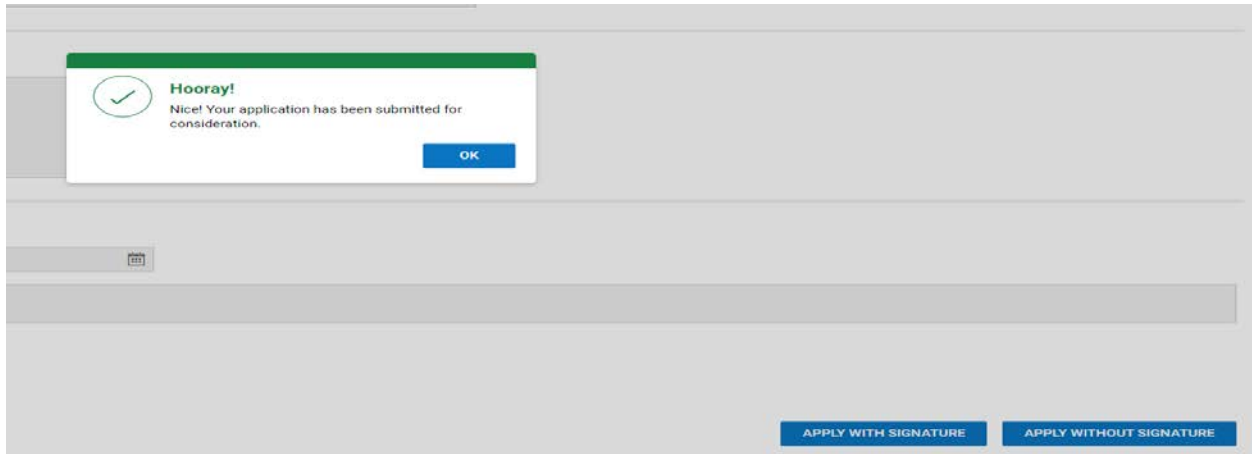 Hooray!
Nice! Your application has been submitted for
consideration.
OK
APPLY WITH SIGNATURE
APPLY WITHOUT SIGNATURE